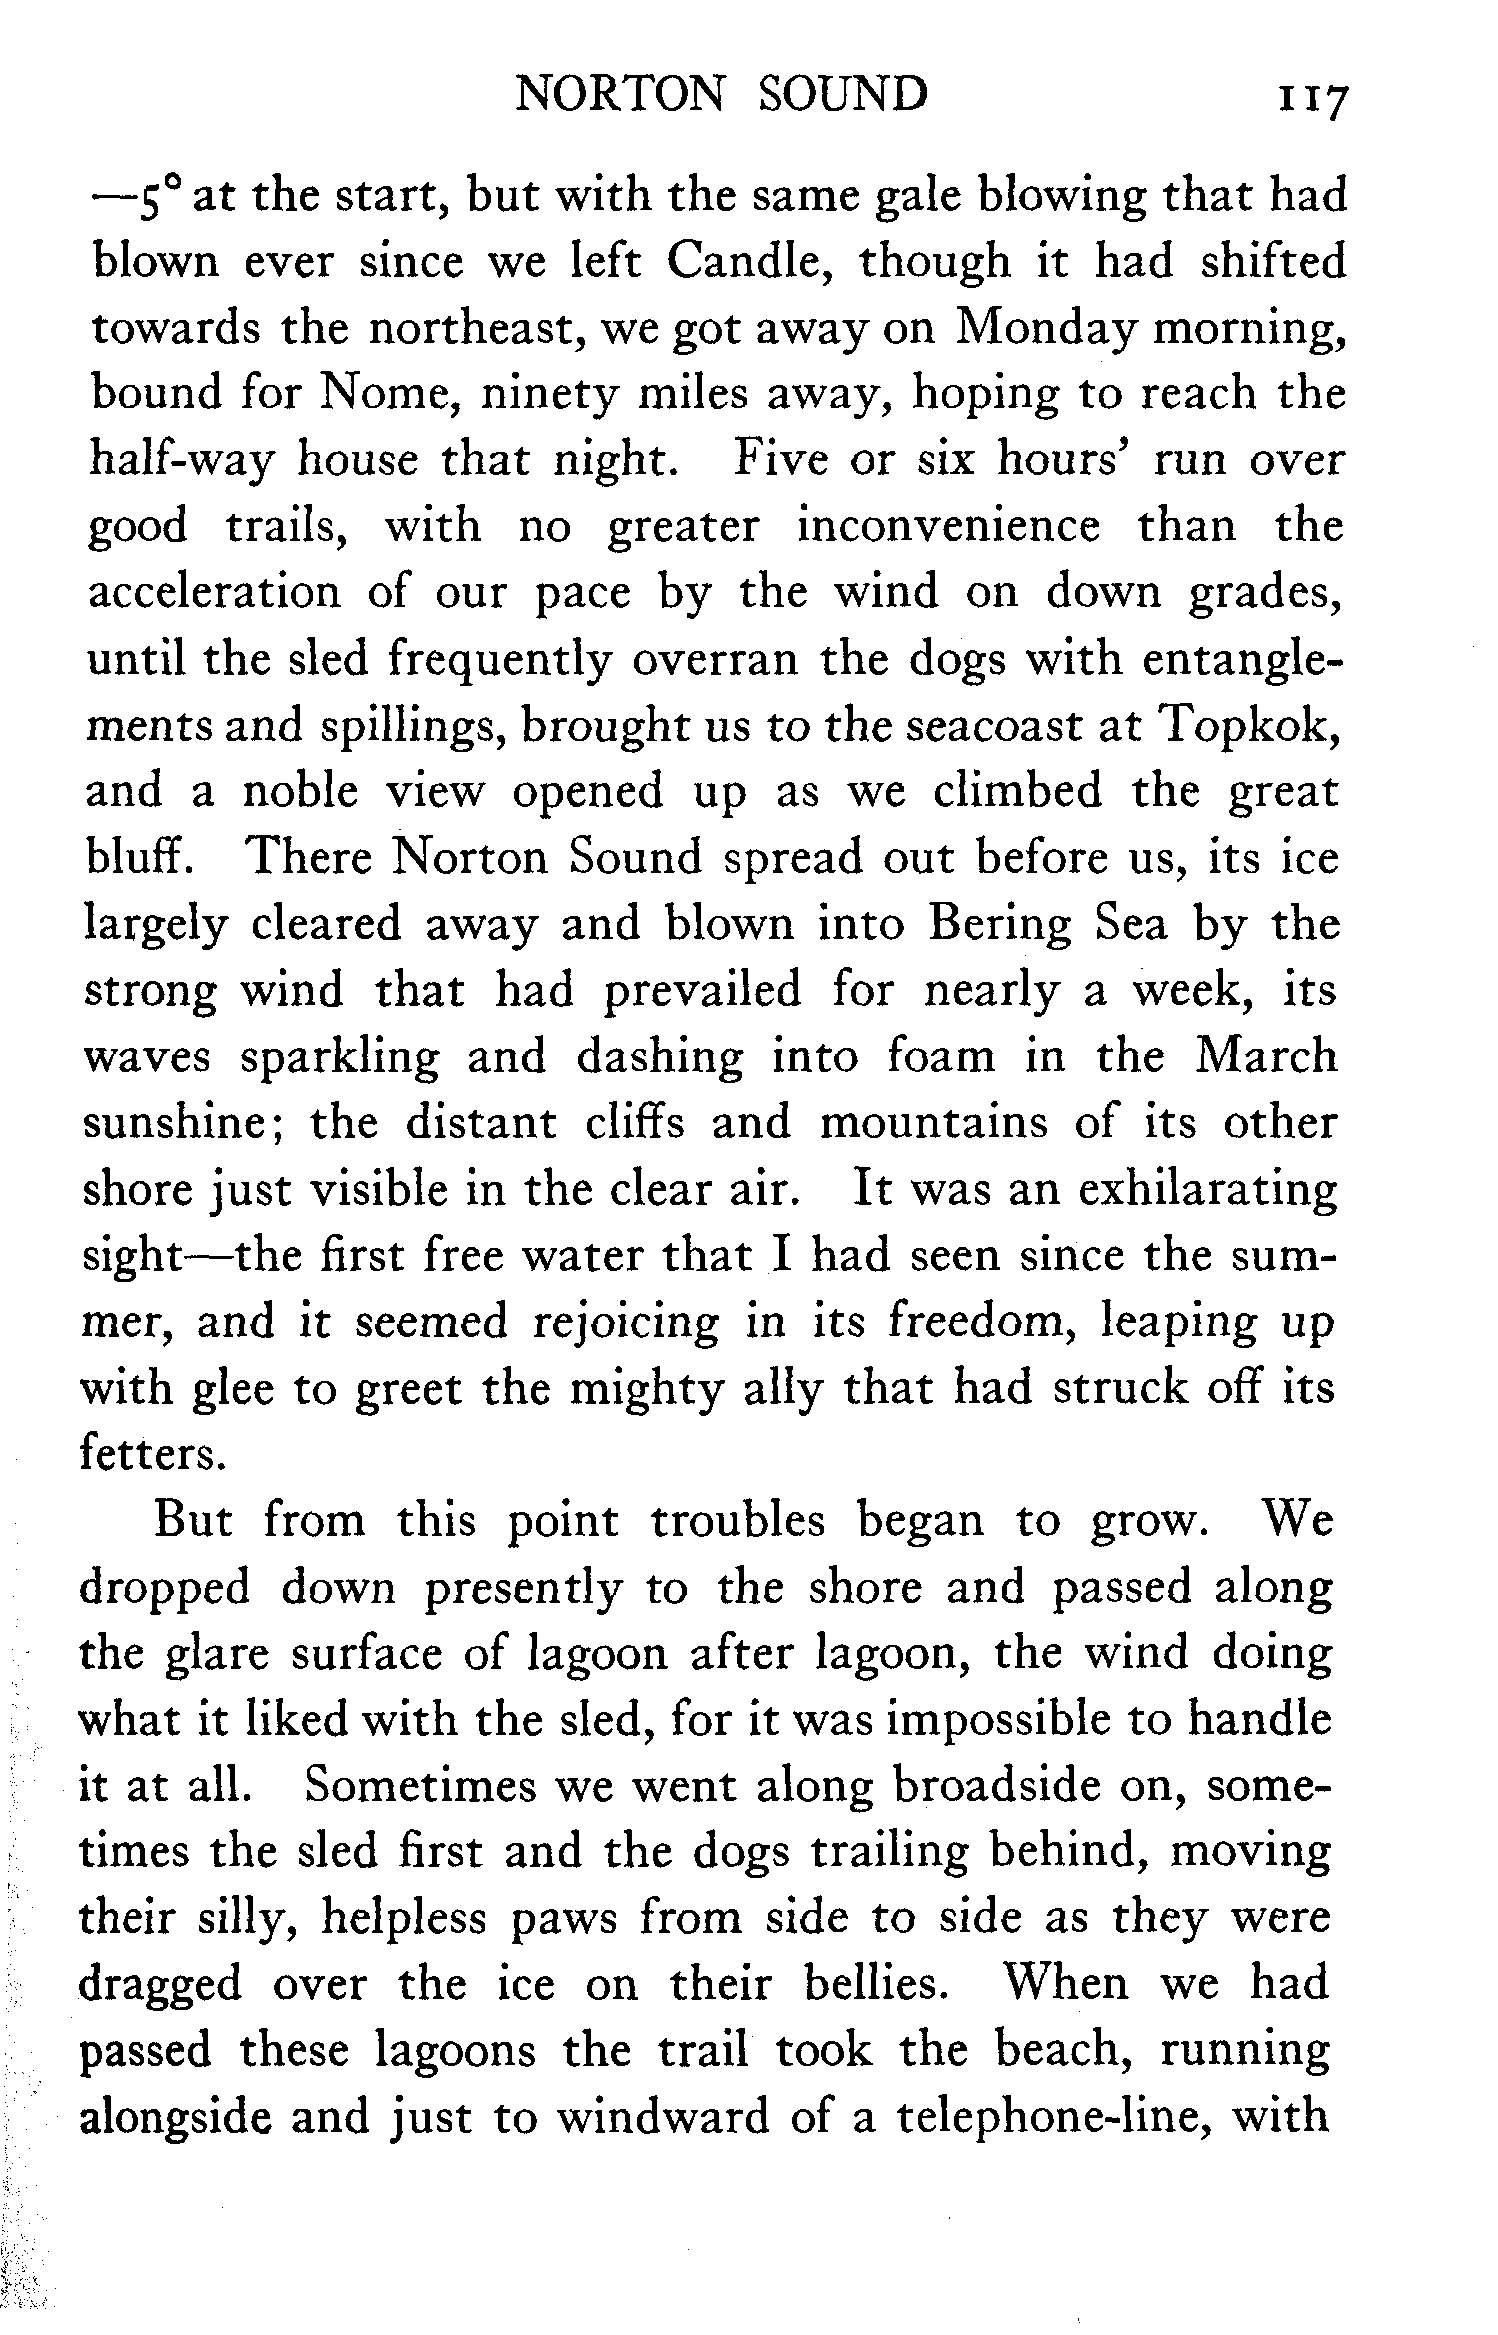 NORTON SOUND 117
—5° at the start, but with the same gale blowing that had
blown ever since we left Candle, though it had shifted
towards the northeast, we got away on Monday morning,
bound for Nome, ninety miles away, hoping to reach the
half-way house that night. Five or six hours’ run over
good trails, with no greater inconvenience than the
acceleration of our pace by the wind on down grades,
until the sled frequently overran the dogs with entangle-
ments and spillings, brought us to the seacoast at Topkok,
and a noble view opened up as we climbed the great
bluff. There Norton Sound spread out before us, its ice
largely cleared away and blown into Bering Sea by the
strong wind that had prevailed for nearly a week, its
waves sparkling and dashing into foam in the March
sunshine; the distant cliffs and mountains of its other
shore just visible in the clear air. It was an exhilarating
sight—the first free water that I had seen since the sum-
mer, and it seemed rejoicing in its freedom, leaping up
with glee to greet the mighty ally that had struck off its
fetters.
But from this point troubles began to grow. We
dropped down presently to the shore and passed along
the glare surface of lagoon after lagoon, the wind doing
what it liked with the sled, for it was impossible to handle
it at all. Sometimes we went along broadside on, some-
times the sled first and the dogs trailing behind, moving
their silly, helpless paws from side to side as they were
dragged over the ice on their bellies. When we had
passed these lagoons the trail took the beach, running
alongside and just to windward of a telephone-line, with